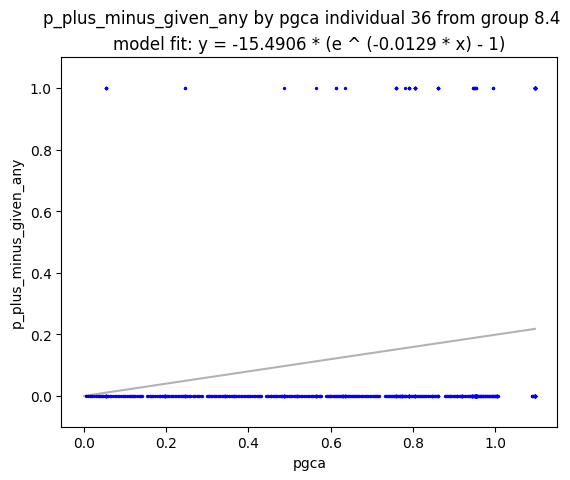 p_plus_minus_given_any by pgca individual 36 from group 8.4
model fit: y = -15.4906 * (e ^ (-0.0129 * x) - 1)
1.0
0.8
0.6
0.4
0.2
0.0
p_plus_minus_given_any
0.0 0.2 0.4 0.6 0.8 1.0
pgca